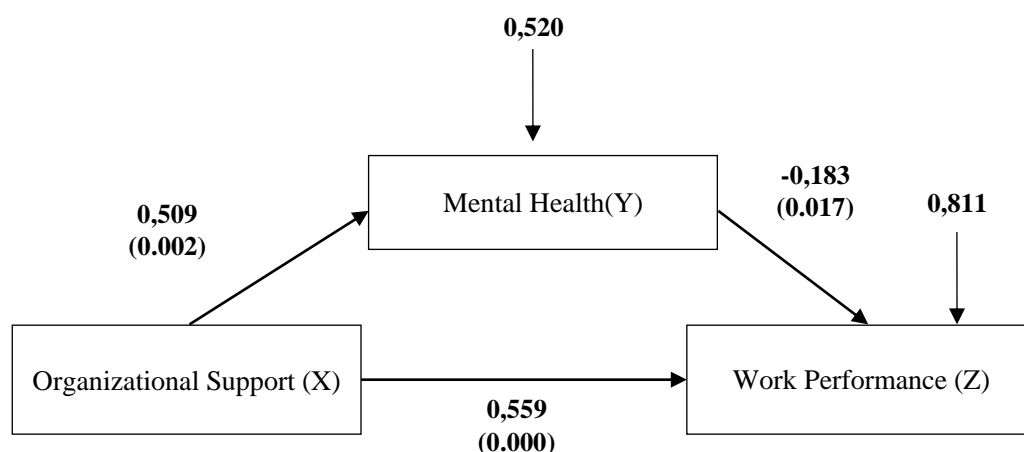 0,520
Mental Health(Y)
-0,183
(0.017)
0,811
0,509
(0.002)
Organizational Support (X)
Work Performance (Z)
0,559
(0.000)